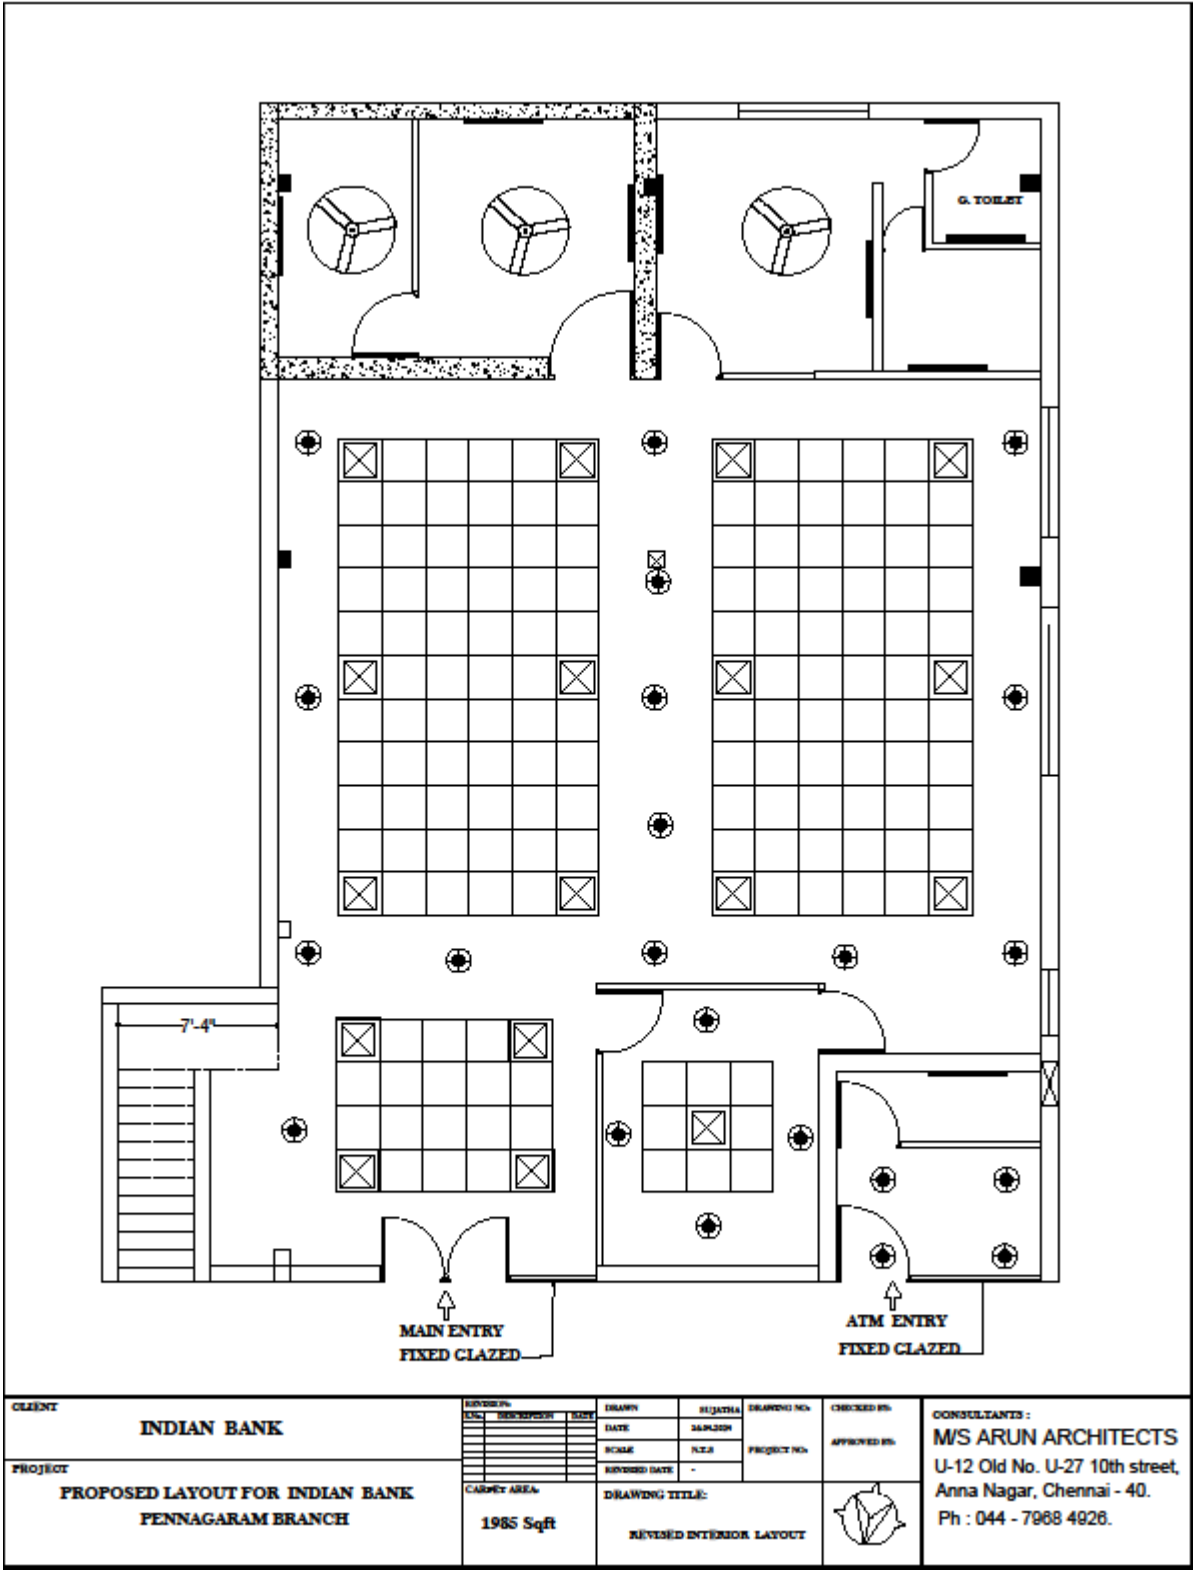 G. TOILET
7'-4"
MAIN ENTRY
FIXED GLAZED
ATM ENTRY
FIXED GLAZED
CLIENT
INDIAN BANK
PROJECT
PROPOSED LAYOUT FOR INDIAN BANK
PENNAGARAM BRANCH
REVISION:
S.No. DESCRIPTION DATE
CARPET AREA:
1985 Sqft
DRAWN SUJATHA
DATE
SCALE N.T.S
REVISED DATE -
DRAWING NO:
PROJECT NO:
CHECKED BY:
APPROVED BY:
DRAWING TITLE:
REVISED INTERIOR LAYOUT
CONSULTANTS :
M/S ARUN ARCHITECTS
U-12 Old No. U-27 10th street,
Anna Nagar, Chennai - 40.
Ph : 044 - 7968 4926.